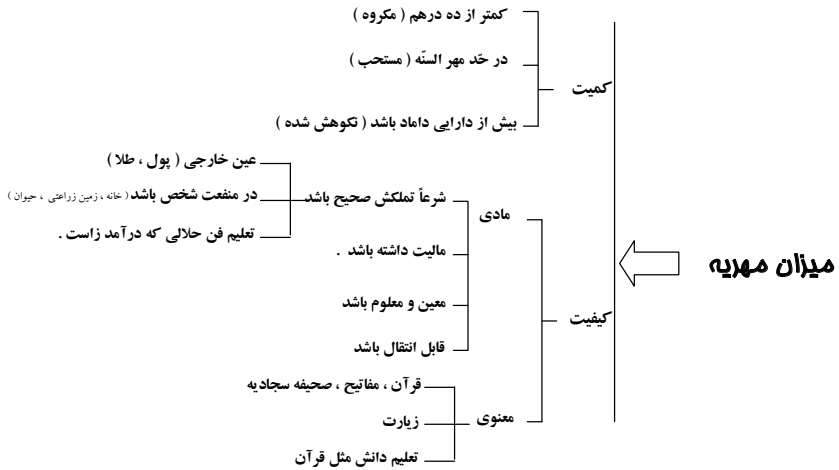 میزان مهریه
کمیت
کمتر از ده درهم ( مکروه )
در حّد مهر السنّه ( مستحب )
بیش از دارایی داماد باشد ( نکوهش شده )
کیفیت
مادی
شرعاً تملکش صحیح باشد
عین خارجی ( پول ، طلا )
در منفعت شخص باشد ( خانه ، زمین زراعتی ، حیوان )
تعلیم فن حلالی که درآمد زاست .
مالیت داشته باشد .
معین و معلوم باشد
قابل انتقال باشد
معنوی
قرآن ، مفاتیح ، صحیفه سجادیه
زیارت
تعلیم دانش مثل قرآن